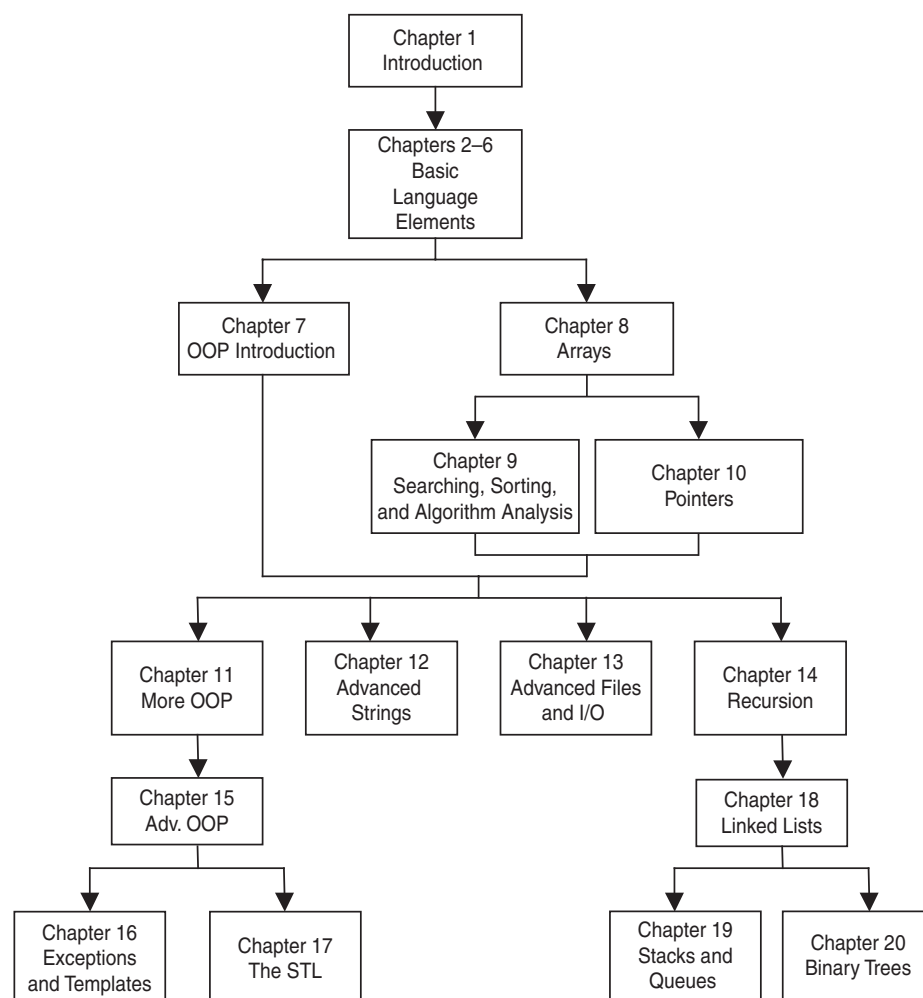 Chapter 1
Introduction
Chapters 2–6
Basic
Language
Elements
Chapter 7
OOP Introduction
Chapter 8
Arrays
Chapter 9
Searching, Sorting,
and Algorithm Analysis
Chapter 10
Pointers
Chapter 11
More OOP
Chapter 12
Advanced
Strings
Chapter 13
Advanced Files
and I/O
Chapter 14
Recursion
Chapter 15
Adv. OOP
Chapter 18
Linked Lists
Chapter 16
Exceptions
and Templates
Chapter 17
The STL
Chapter 19
Stacks and
Queues
Chapter 20
Binary Trees